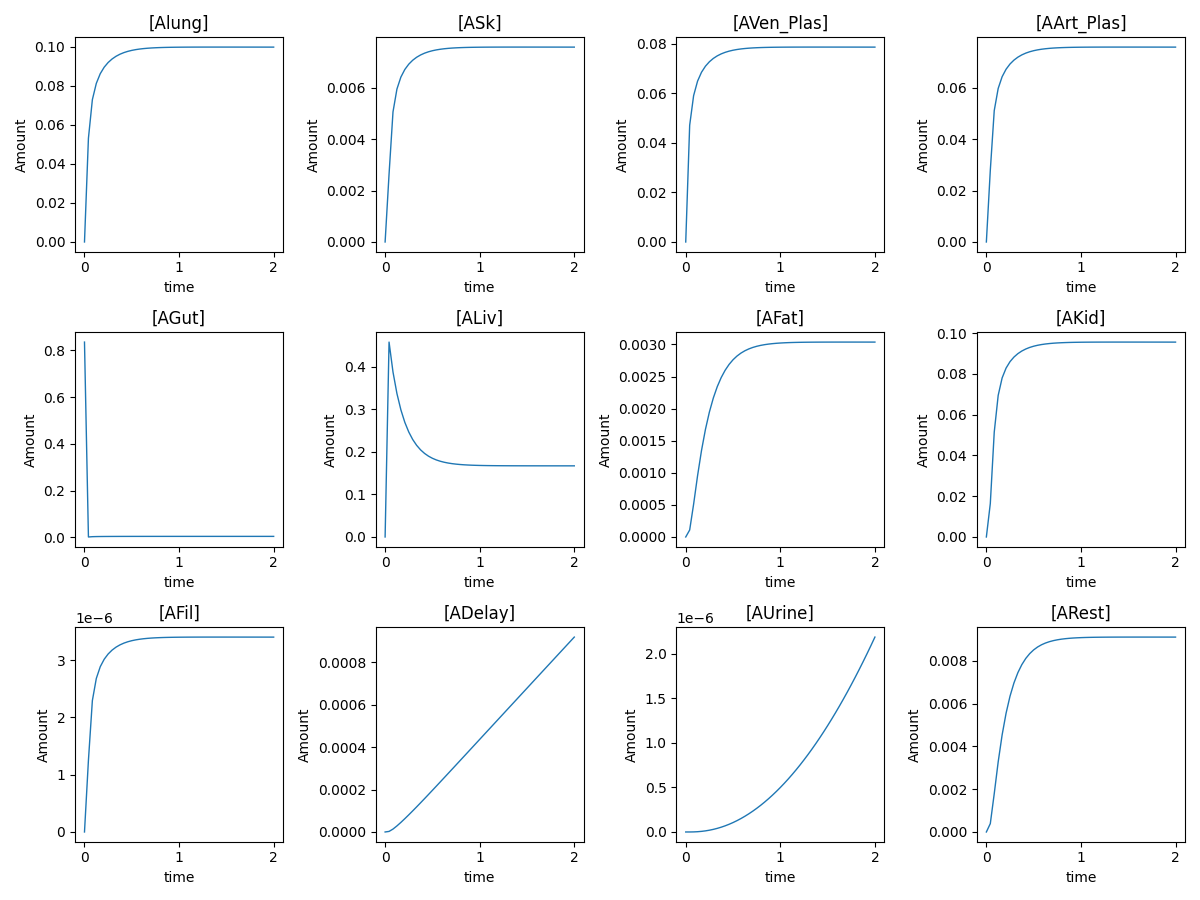 [Alung]
0.10
0.08
0.06
0.04
0.02
0.00
Amount
0
1
2
time
[ASk]
0.006
0.004
0.002
0.000
Amount
0
1
2
time
[AVen_Plas]
0.08
0.06
0.04
0.02
0.00
Amount
0
1
2
time
[AArt_Plas]
0.06
0.04
0.02
0.00
Amount
0
1
2
time
[AGut]
0.8
0.6
0.4
0.2
0.0
Amount
0
1
2
time
[ALiv]
0.4
0.3
0.2
0.1
0.0
Amount
0
1
2
time
[AFat]
0.0030
0.0025
0.0020
0.0015
0.0010
0.0005
0.0000
Amount
0
1
2
time
[AKid]
0.10
0.08
0.06
0.04
0.02
0.00
Amount
0
1
2
time
[AFil]
1e−6
3
2
1
0
Amount
0
1
2
time
[ADelay]
0.0008
0.0006
0.0004
0.0002
0.0000
Amount
0
1
2
time
[AUrine]
1e−6
2.0
1.5
1.0
0.5
0.0
Amount
0
1
2
time
[ARest]
0.008
0.006
0.004
0.002
0.000
Amount
0
1
2
time